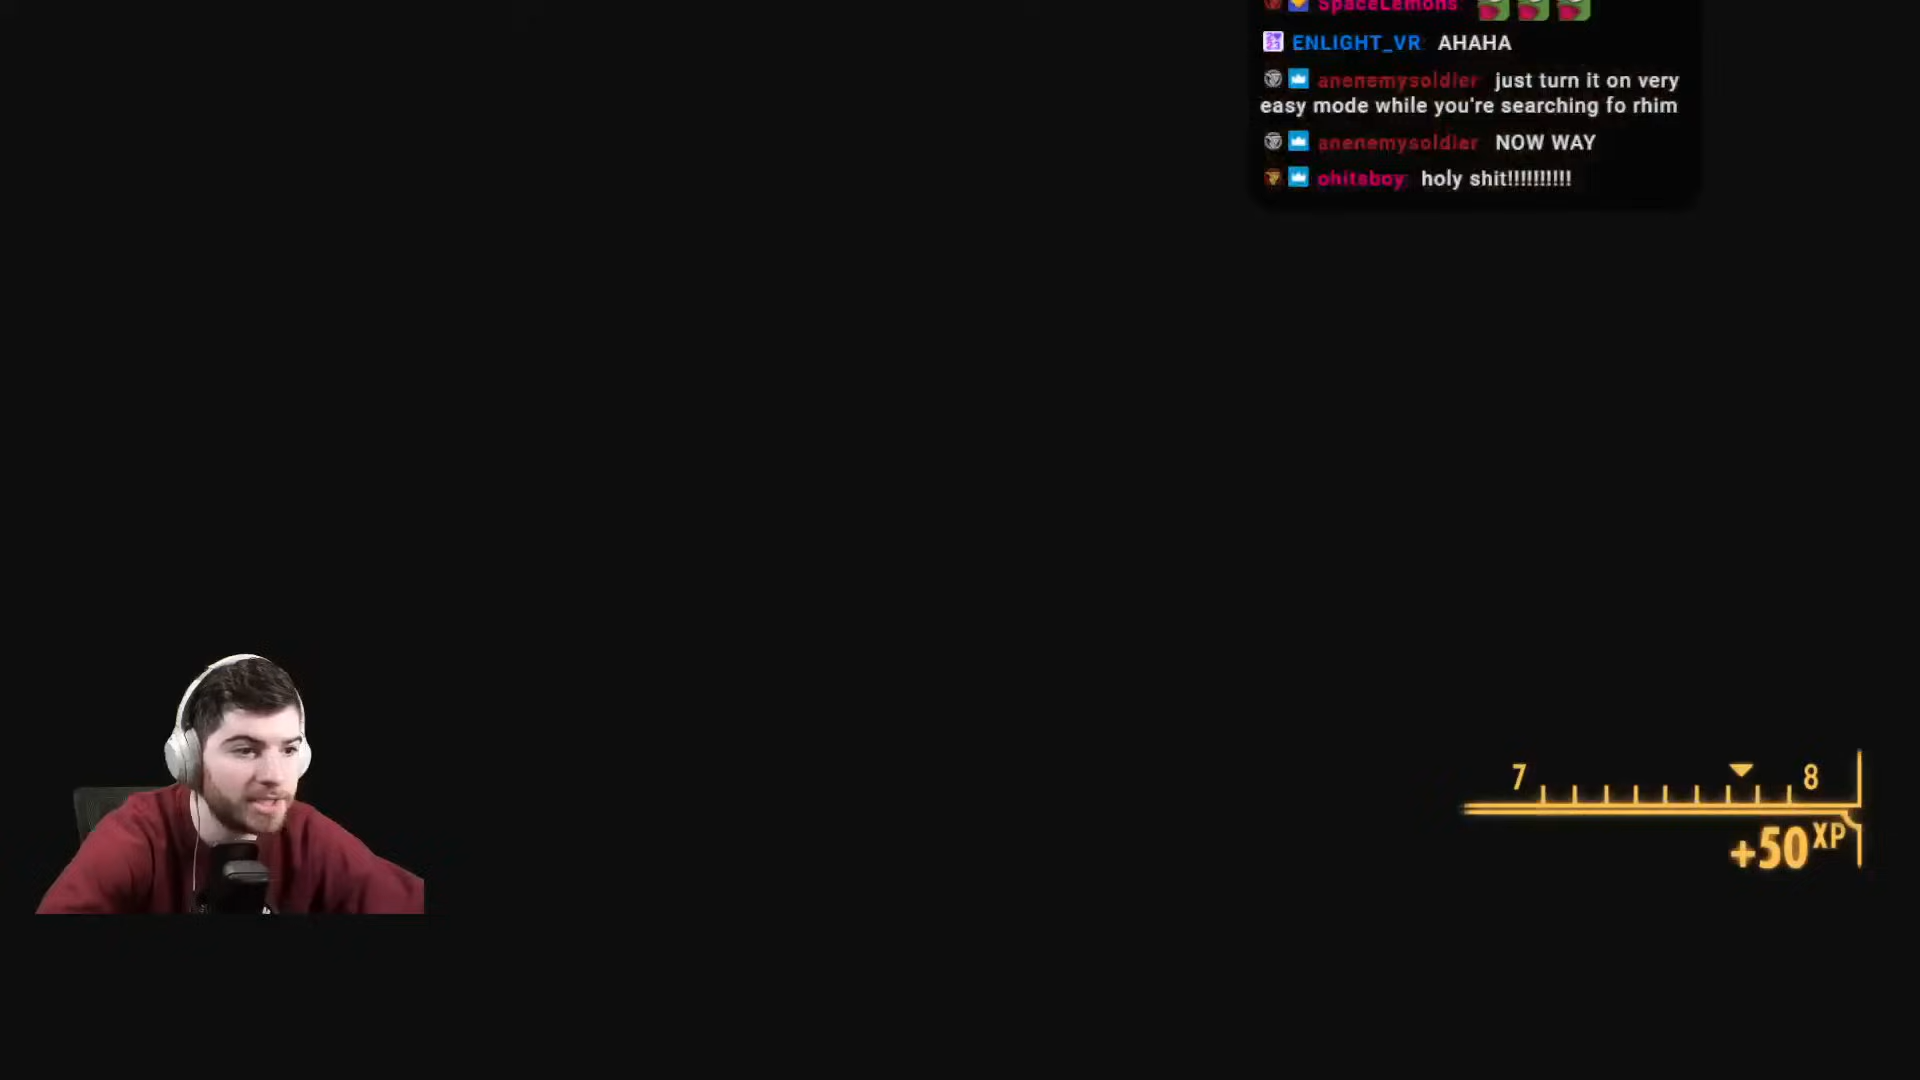 SpaceLemons:
ENLIGHT_VR: AHAHA
anenemysoldier just turn it on very
easy mode while you're searching fo rhim
anenemysoldier NOW WAY
ohitsboy: holy shit!!!!!!!!!!
7 8
+50 XP